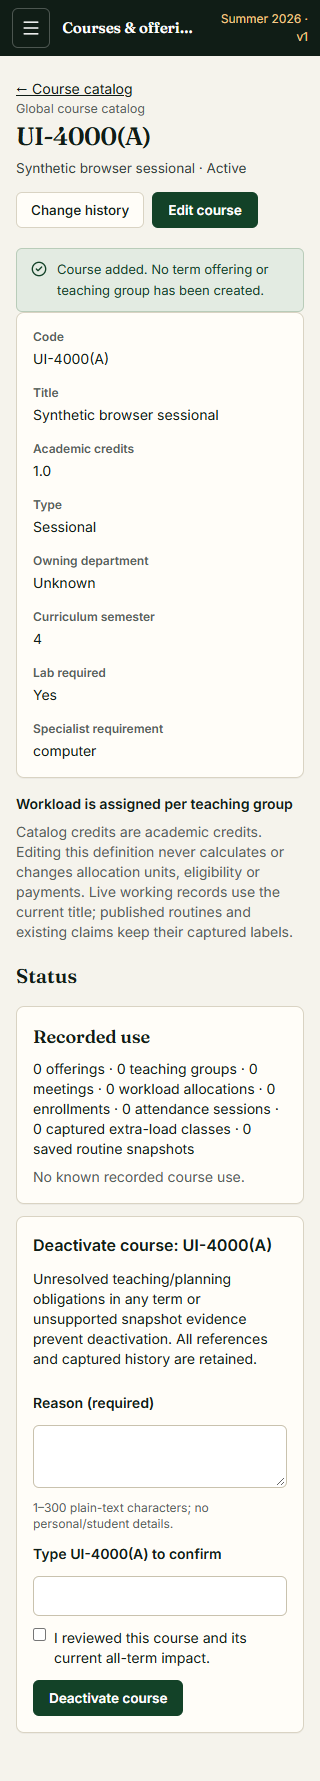 Courses & offeri...
Summer 2026 ·
v1
← Course catalog
Global course catalog
UI-4000(A)
Synthetic browser sessional · Active
Change history
Edit course
Course added. No term offering or
teaching group has been created.
Code
UI-4000(A)
Title
Synthetic browser sessional
Academic credits
1.0
Type
Sessional
Owning department
Unknown
Curriculum semester
4
Lab required
Yes
Specialist requirement
computer
Workload is assigned per teaching group
Catalog credits are academic credits.
Editing this definition never calculates or
changes allocation units, eligibility or
payments. Live working records use the
current title; published routines and
existing claims keep their captured labels.
Status
Recorded use
0 offerings · 0 teaching groups · 0
meetings · 0 workload allocations · 0
enrollments · 0 attendance sessions ·
0 captured extra-load classes · 0
saved routine snapshots
No known recorded course use.
Deactivate course: UI-4000(A)
Unresolved teaching/planning
obligations in any term or
unsupported snapshot evidence
prevent deactivation. All references
and captured history are retained.
Reason (required)
1–300 plain-text characters; no
personal/student details.
Type UI-4000(A) to confirm
I reviewed this course and its
current all-term impact.
Deactivate course